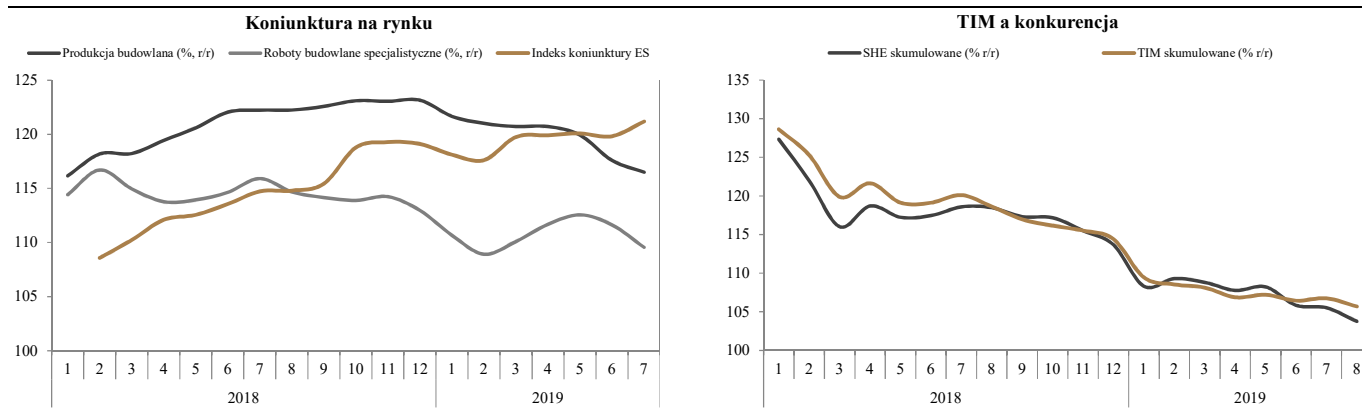 Koniunktura na rynku
Produkcja budowlana (%, r/r) Roboty budowlane specjalistyczne (%, r/r) Indeks koniunktury ES
125
120
115
110
105
100
1 2 3 4 5 6 7 8 9 10 11 12 1 2 3 4 5 6 7
2018 2019
TIM a konkurencja
SHE skumulowane (% r/r) TIM skumulowane (% r/r)
135
130
125
120
115
110
105
100
1 2 3 4 5 6 7 8 9 10 11 12 1 2 3 4 5 6 7 8
2018 2019